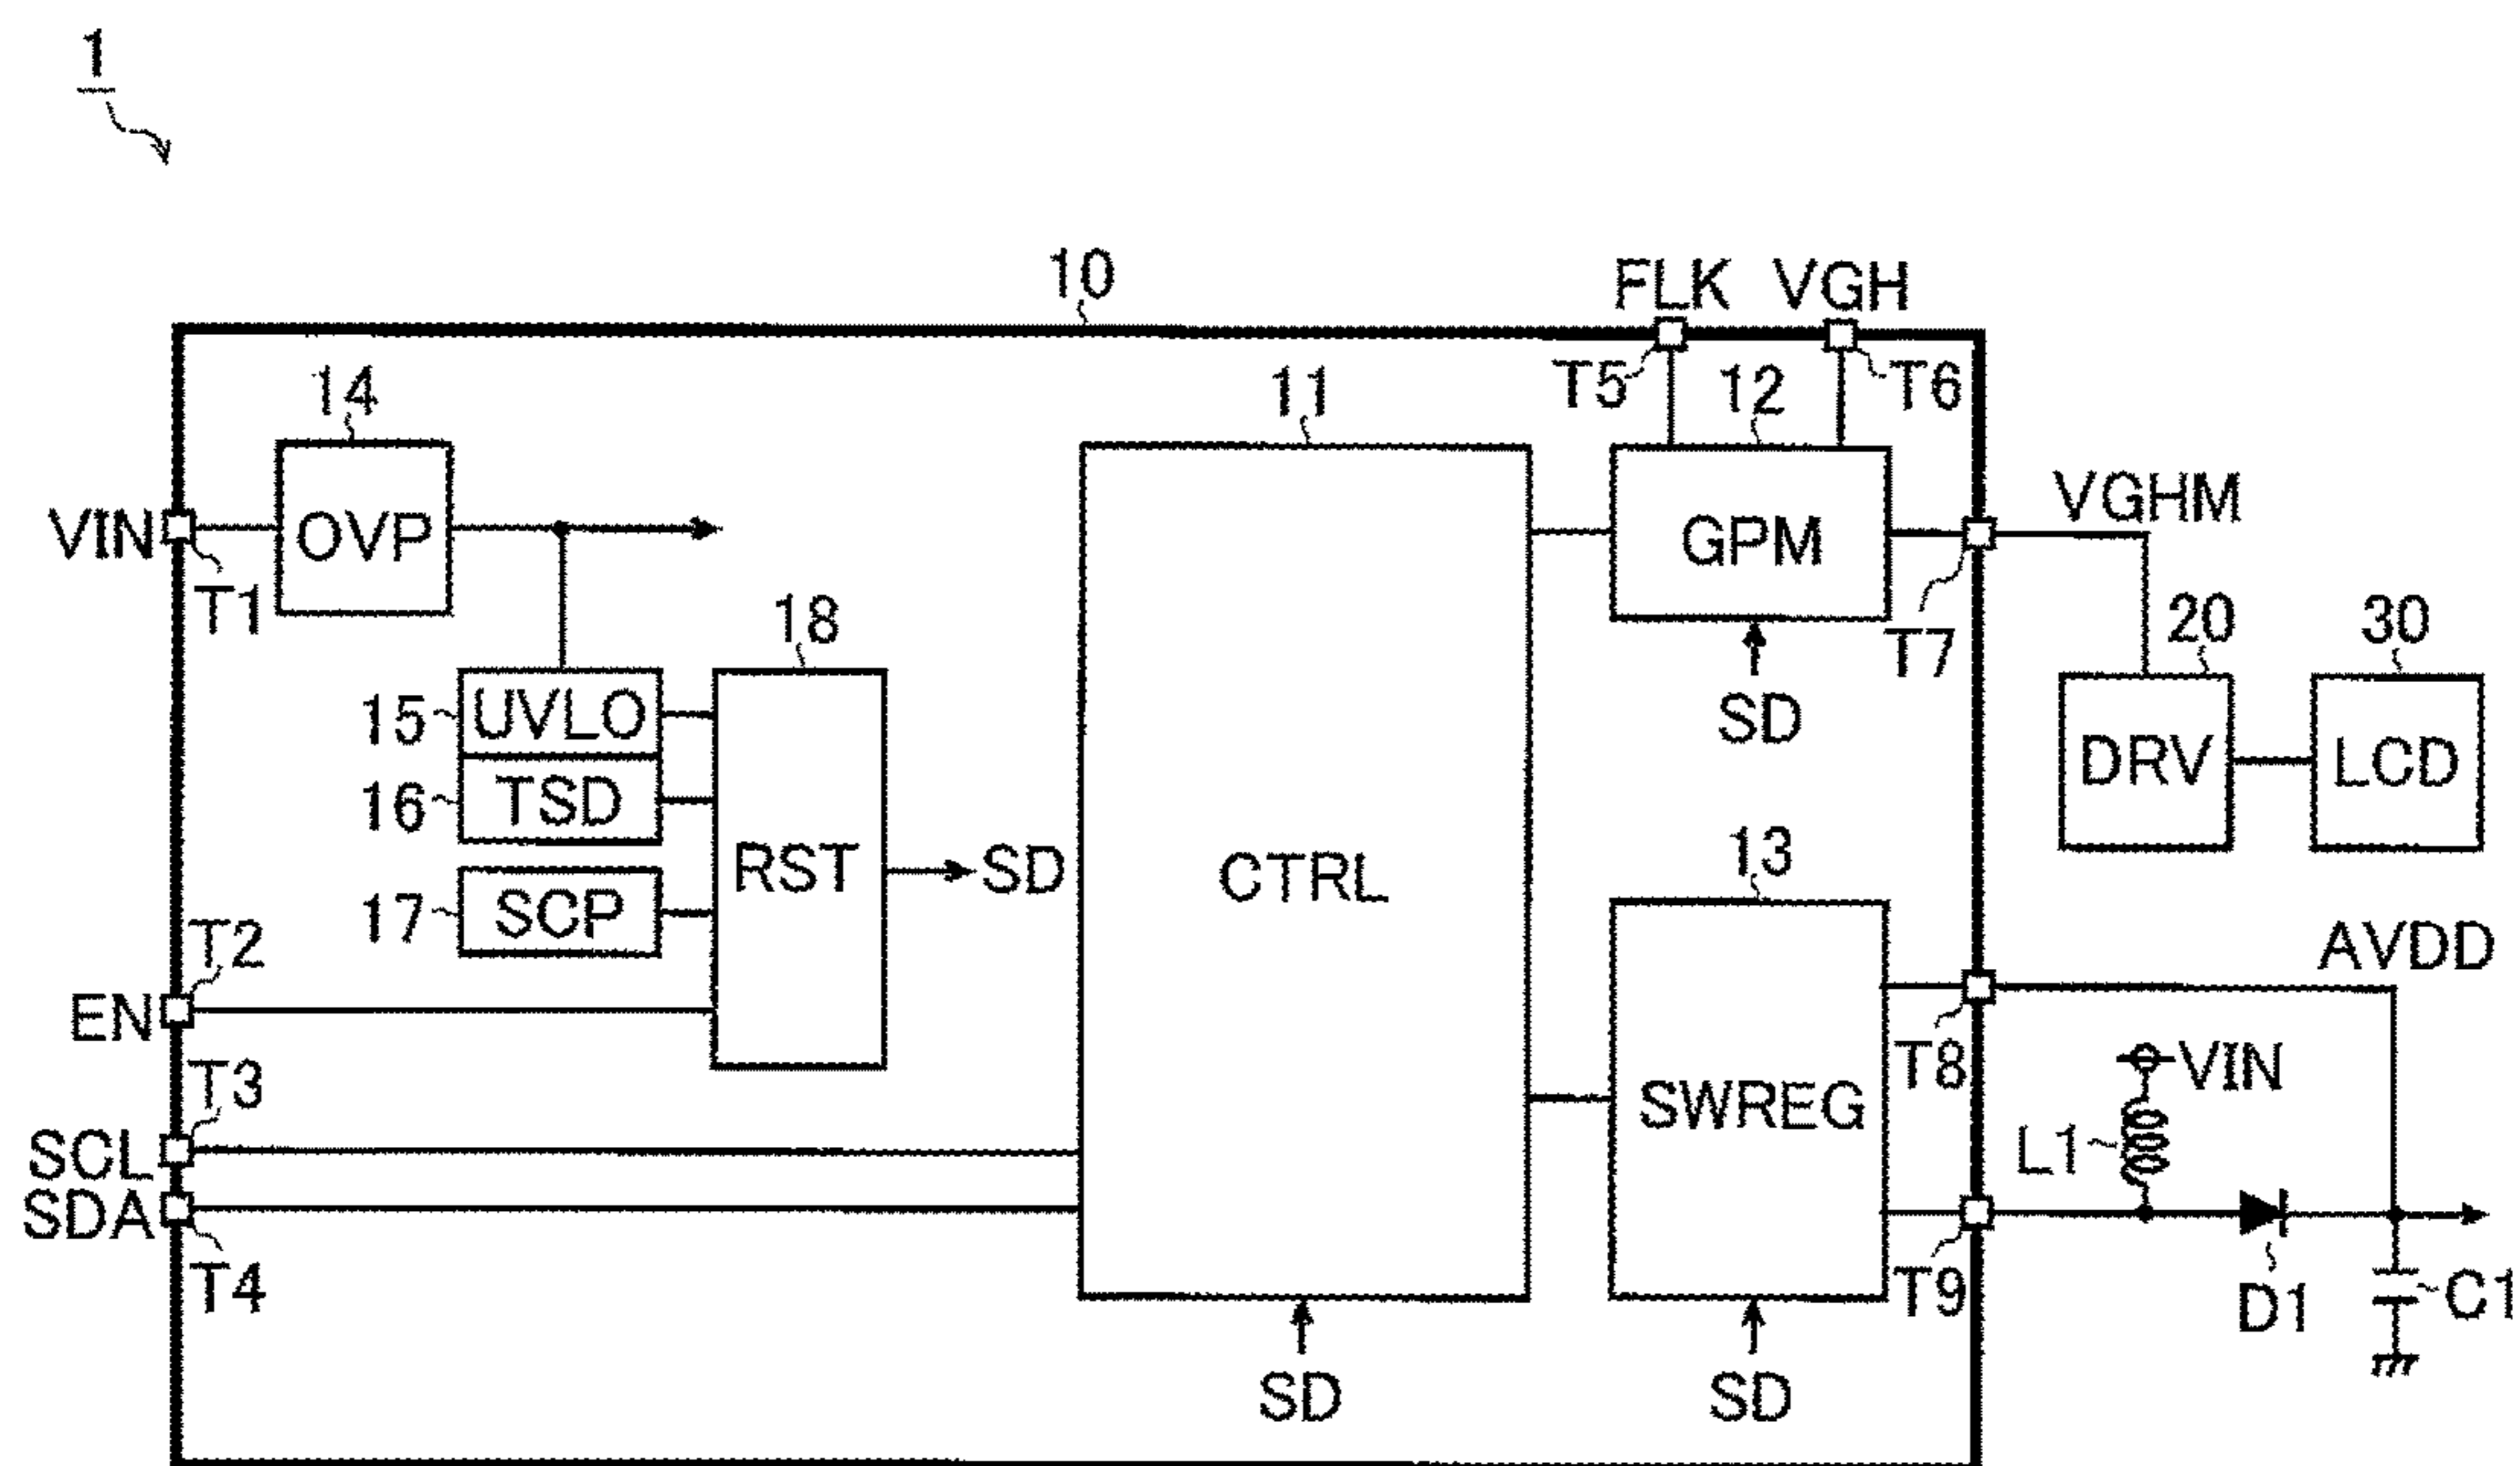 1
10
FLK VGH
14
11
T5
12
T6
VIN
OVP
GPM
VGHM
T1
18
T7
20
30
15
UVLO
SD
16
TSD
DRV
LCD
RST
SD
CTRL
13
17
SCP
T2
AVDD
EN
T3
T8
VIN
SWREG
L1
SCL
SDA
T4
T9
D1
C1
SD
SD